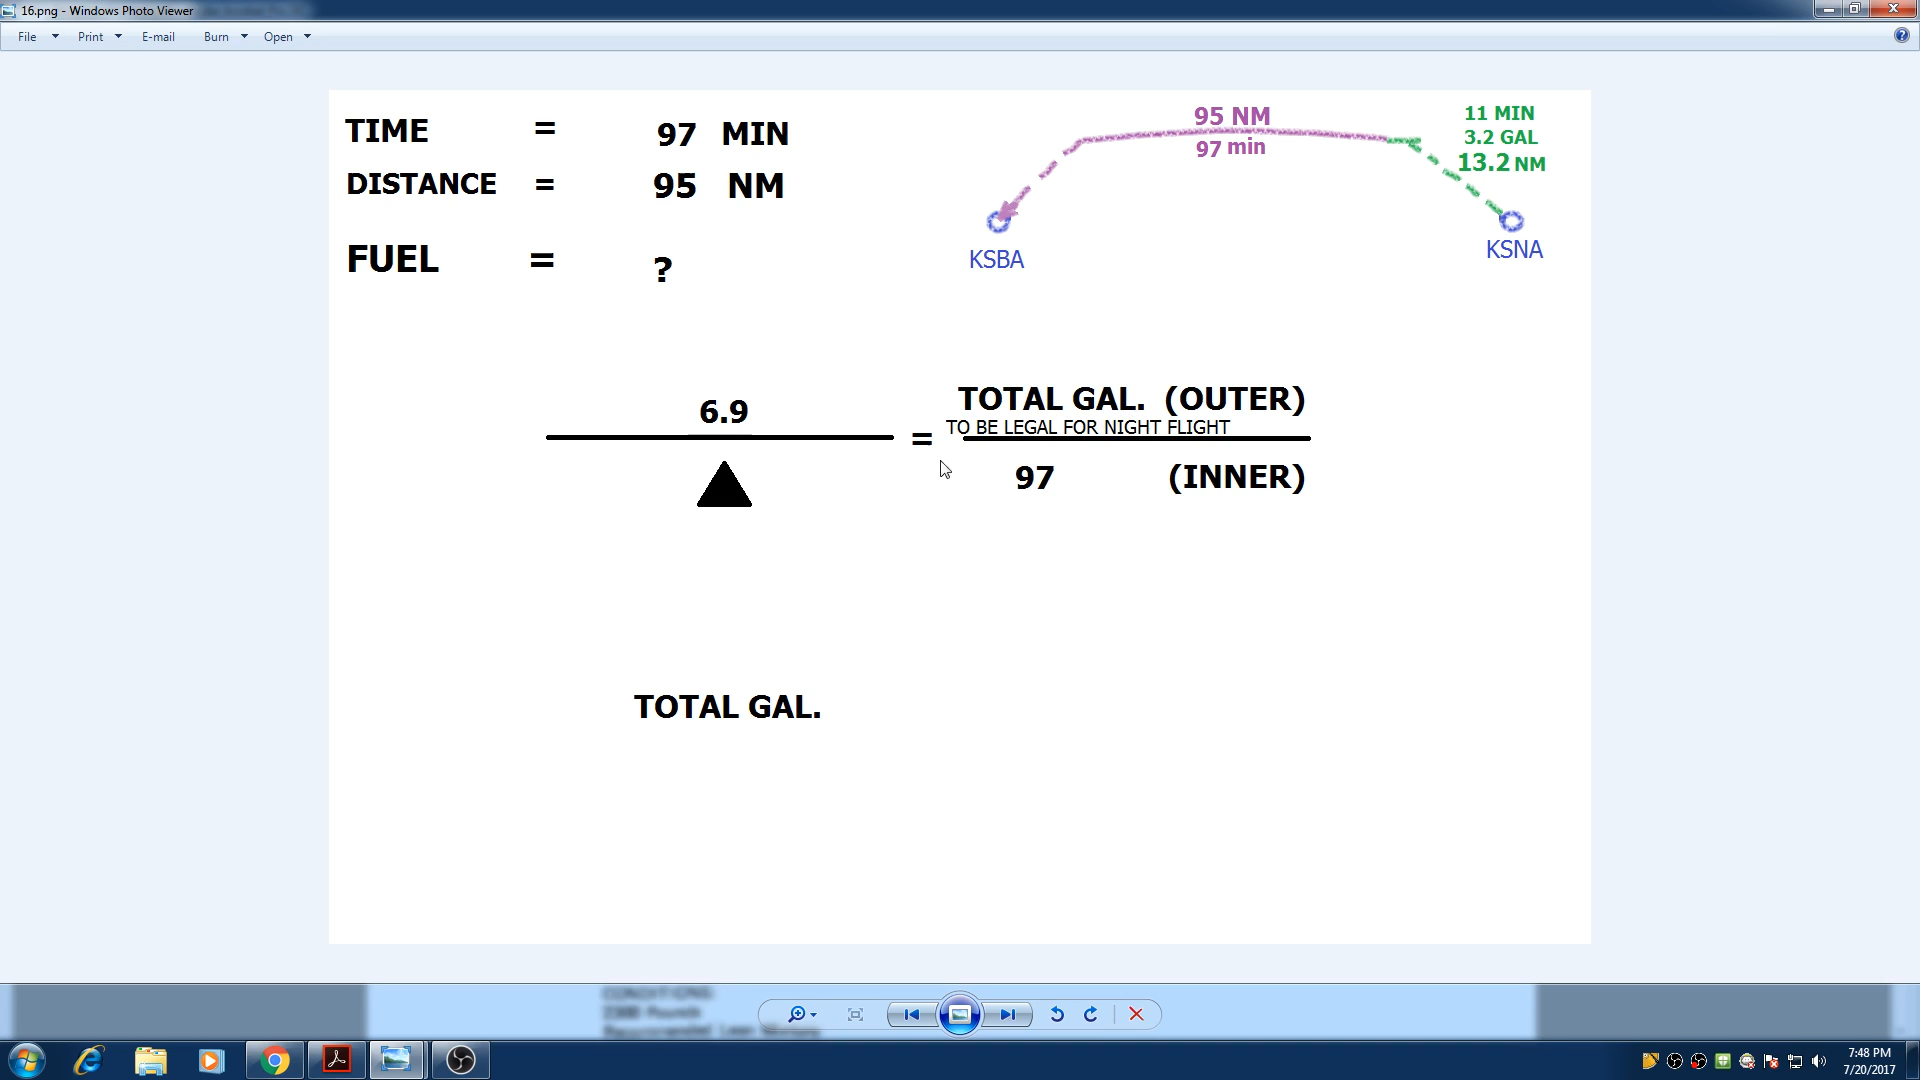 16.png - Windows Photo Viewer
File Print E-mail Burn Open
TIME = 97 MIN
DISTANCE = 95 NM
FUEL = ?
95 NM
97 min
11 MIN
3.2 GAL
13.2 NM
KSBA
KSNA
6.9
=
TOTAL GAL. (OUTER)
TO BE LEGAL FOR NIGHT FLIGHT
97 (INNER)
TOTAL GAL.
CONDITIONS:
7:48 PM
7/20/2017